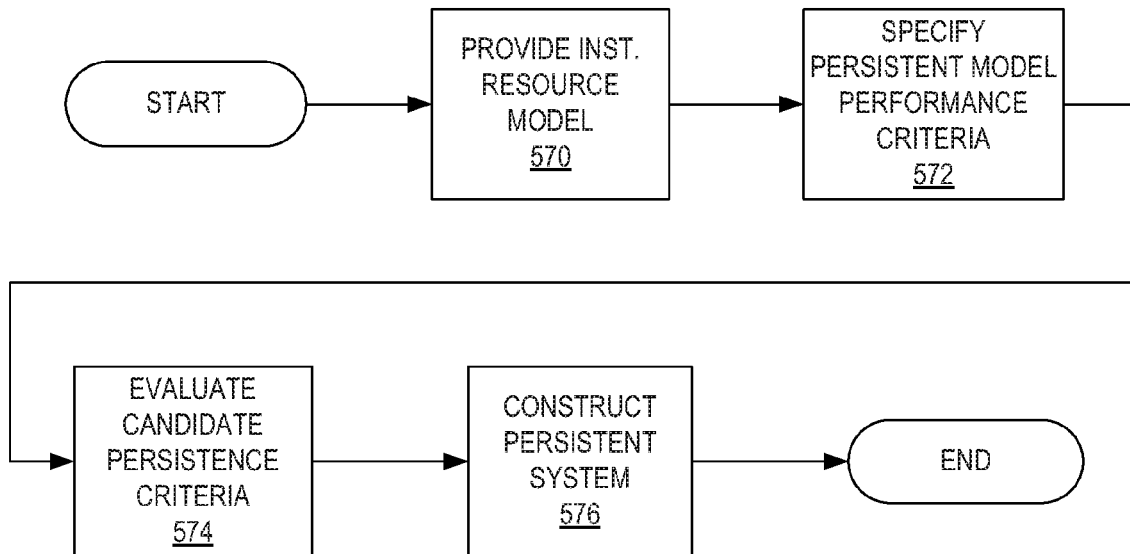 START
PROVIDE INST.
RESOURCE
MODEL
570
SPECIFY
PERSISTENT MODEL
PERFORMANCE
CRITERIA
572
EVALUATE
CANDIDATE
PERSISTENCE
CRITERIA
574
CONSTRUCT
PERSISTENT
SYSTEM
576
END